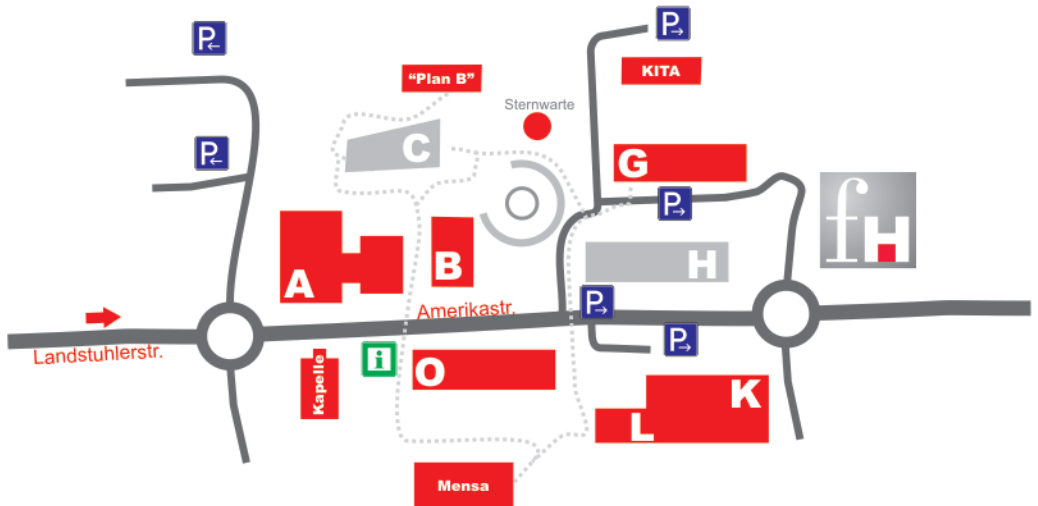 P
P
KITA
"Plan B"
Sternwarte
C
P
G
P
fH
A
B
H
Amerikastr.
P
Landstuhlerstr.
P
Kapelle
i
O
K
L
Mensa